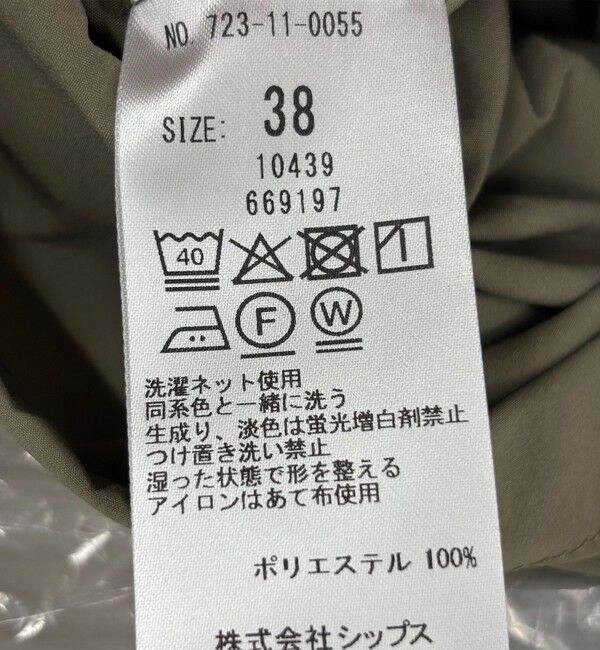 NO. 723-11-0055
SIZE: 38
10439
669197
40
F W
洗濯ネット使用
同系色と一緒に洗う
生成り、淡色は蛍光増白剤禁止
つけ置き洗い禁止
湿った状態で形を整える
アイロンはあて布使用
ポリエステル 100%
株式会社シップス